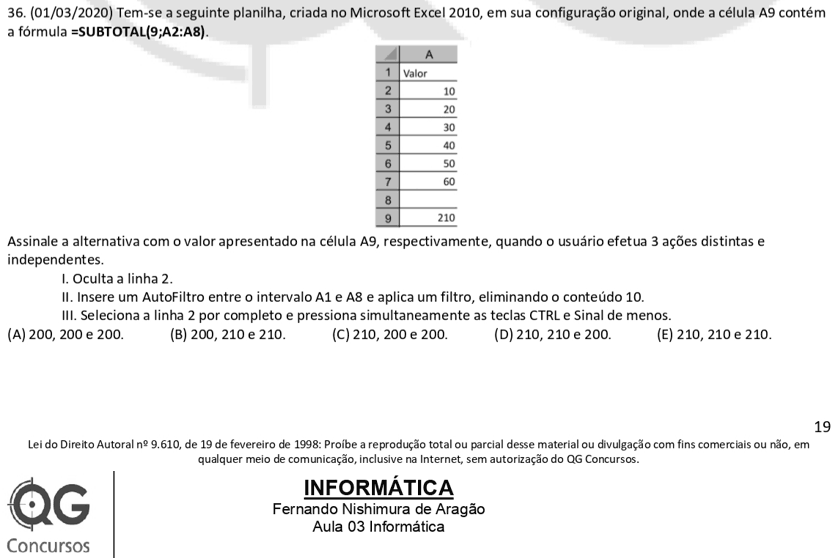 36. (01/03/2020) Tem-se a seguinte planilha, criada no Microsoft Excel 2010, em sua configuração original, onde a célula A9 contém
a fórmula =SUBTOTAL(9;A2:A8).
A
1 Valor
2 10
3 20
4 30
5 40
6 50
7 60
8
9 210
Assinale a alternativa com o valor apresentado na célula A9, respectivamente, quando o usuário efetua 3 ações distintas e
independentes.
I. Oculta a linha 2.
II. Insere um AutoFiltro entre o intervalo A1 e A8 e aplica um filtro, eliminando o conteúdo 10.
III. Seleciona a linha 2 por completo e pressiona simultaneamente as teclas CTRL e Sinal de menos.
(A) 200, 200 e 200. (B) 200, 210 e 210. (C) 210, 200 e 200. (D) 210, 210 e 200. (E) 210, 210 e 210.
19
Lei do Direito Autoral nº 9.610, de 19 de fevereiro de 1998: Proíbe a reprodução total ou parcial desse material ou divulgação com fins comerciais ou não, em
qualquer meio de comunicação, inclusive na Internet, sem autorização do QG Concursos.
QG
Concursos
INFORMÁTICA
Fernando Nishimura de Aragão
Aula 03 Informática